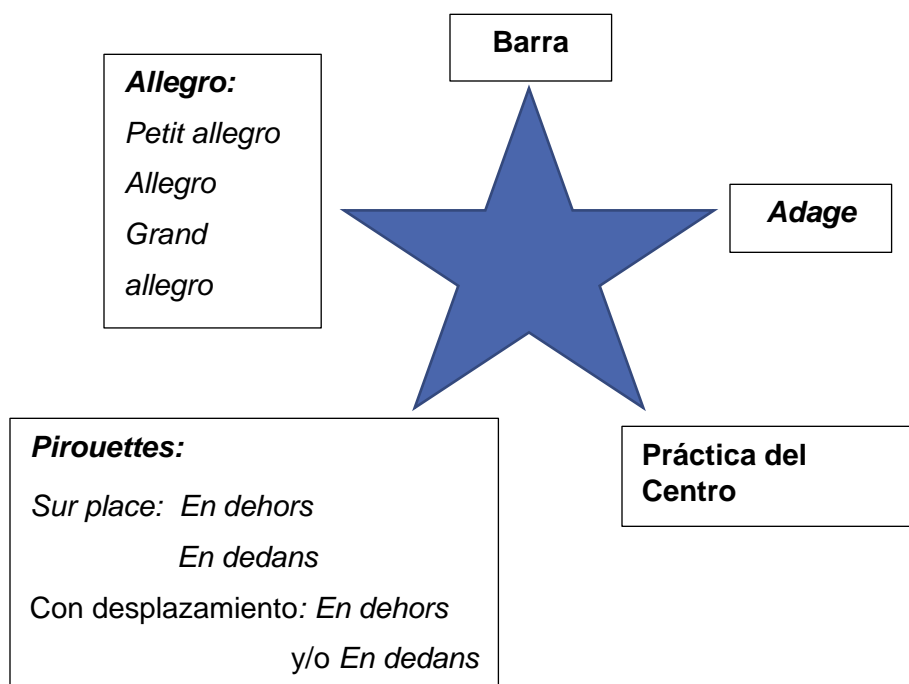 Barra
Allegro:
Petit allegro
Allegro
Grand
allegro
Adage
Práctica del
Centro
Pirouettes:
Sur place: En dehors
En dedans
Con desplazamiento: En dehors
y/o En dedans